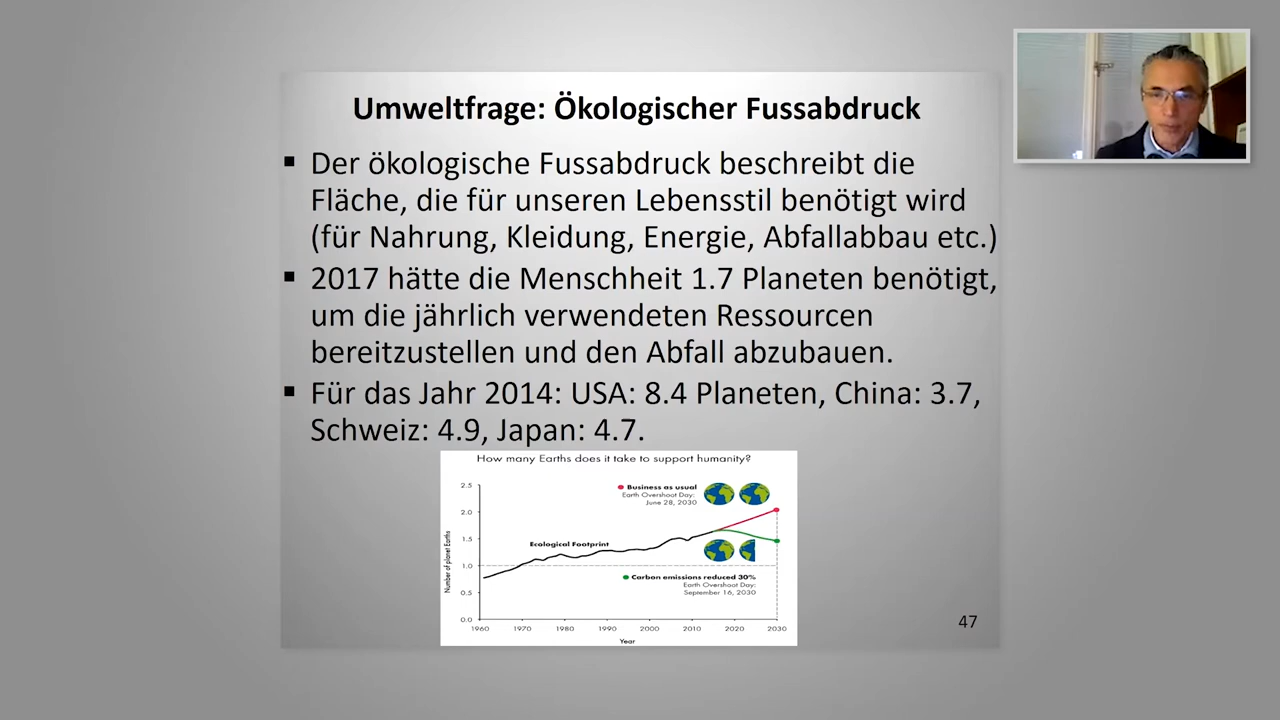 Umweltfrage: Ökologischer Fussabdruck
▪ Der ökologische Fussabdruck beschreibt die
Fläche, die für unseren Lebensstil benötigt wird
(für Nahrung, Kleidung, Energie, Abfallabbau etc.)
▪ 2017 hätte die Menschheit 1.7 Planeten benötigt,
um die jährlich verwendeten Ressourcen
bereitzustellen und den Abfall abzubauen.
▪ Für das Jahr 2014: USA: 8.4 Planeten, China: 3.7,
Schweiz: 4.9, Japan: 4.7.
How many Earths does it take to support humanity?
Number of planet Earths
2.5
2.0
1.5
1.0
0.5
0.0
Business as usual
Earth Overshoot Day:
June 28, 2030
Ecological Footprint
Carbon emissions reduced 30%
Earth Overshoot Day:
September 16, 2030
1960 1970 1980 1990 2000 2010 2020 2030
Year
47